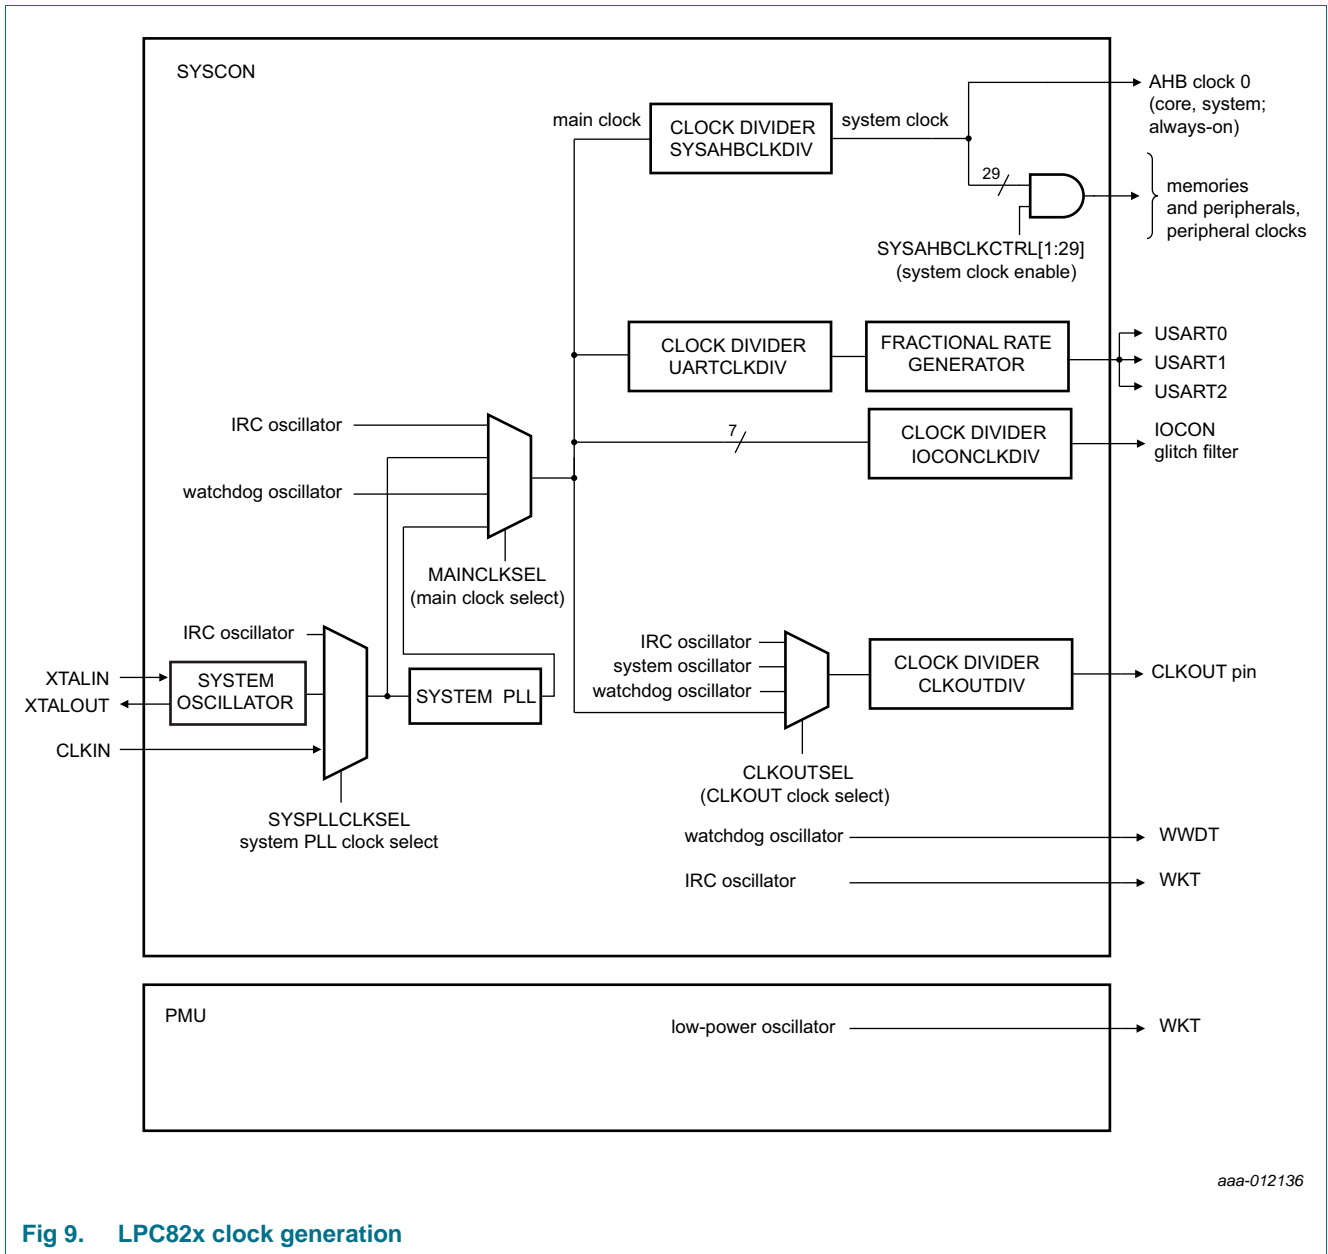 SYSCON
AHB clock 0
(core, system;
always-on)
main clock
CLOCK DIVIDER
SYSAHBCLKDIV
system clock
29
memories
and peripherals,
peripheral clocks
SYSAHBCLKCTRL[1:29]
(system clock enable)
CLOCK DIVIDER
UARTCLKDIV
FRACTIONAL RATE
GENERATOR
USART0
USART1
USART2
IRC oscillator
7
CLOCK DIVIDER
IOCONCLKDIV
IOCON
glitch filter
watchdog oscillator
MAINCLKSEL
(main clock select)
IRC oscillator
XTALIN
XTALOUT
SYSTEM
OSCILLATOR
SYSTEM PLL
CLKIN
SYSPLLCLKSEL
system PLL clock select
IRC oscillator
system oscillator
watchdog oscillator
CLOCK DIVIDER
CLKOUTDIV
CLKOUT pin
CLKOUTSEL
(CLKOUT clock select)
watchdog oscillator
WWDT
IRC oscillator
WKT
PMU
low-power oscillator
WKT
aaa-012136
Fig 9. LPC82x clock generation